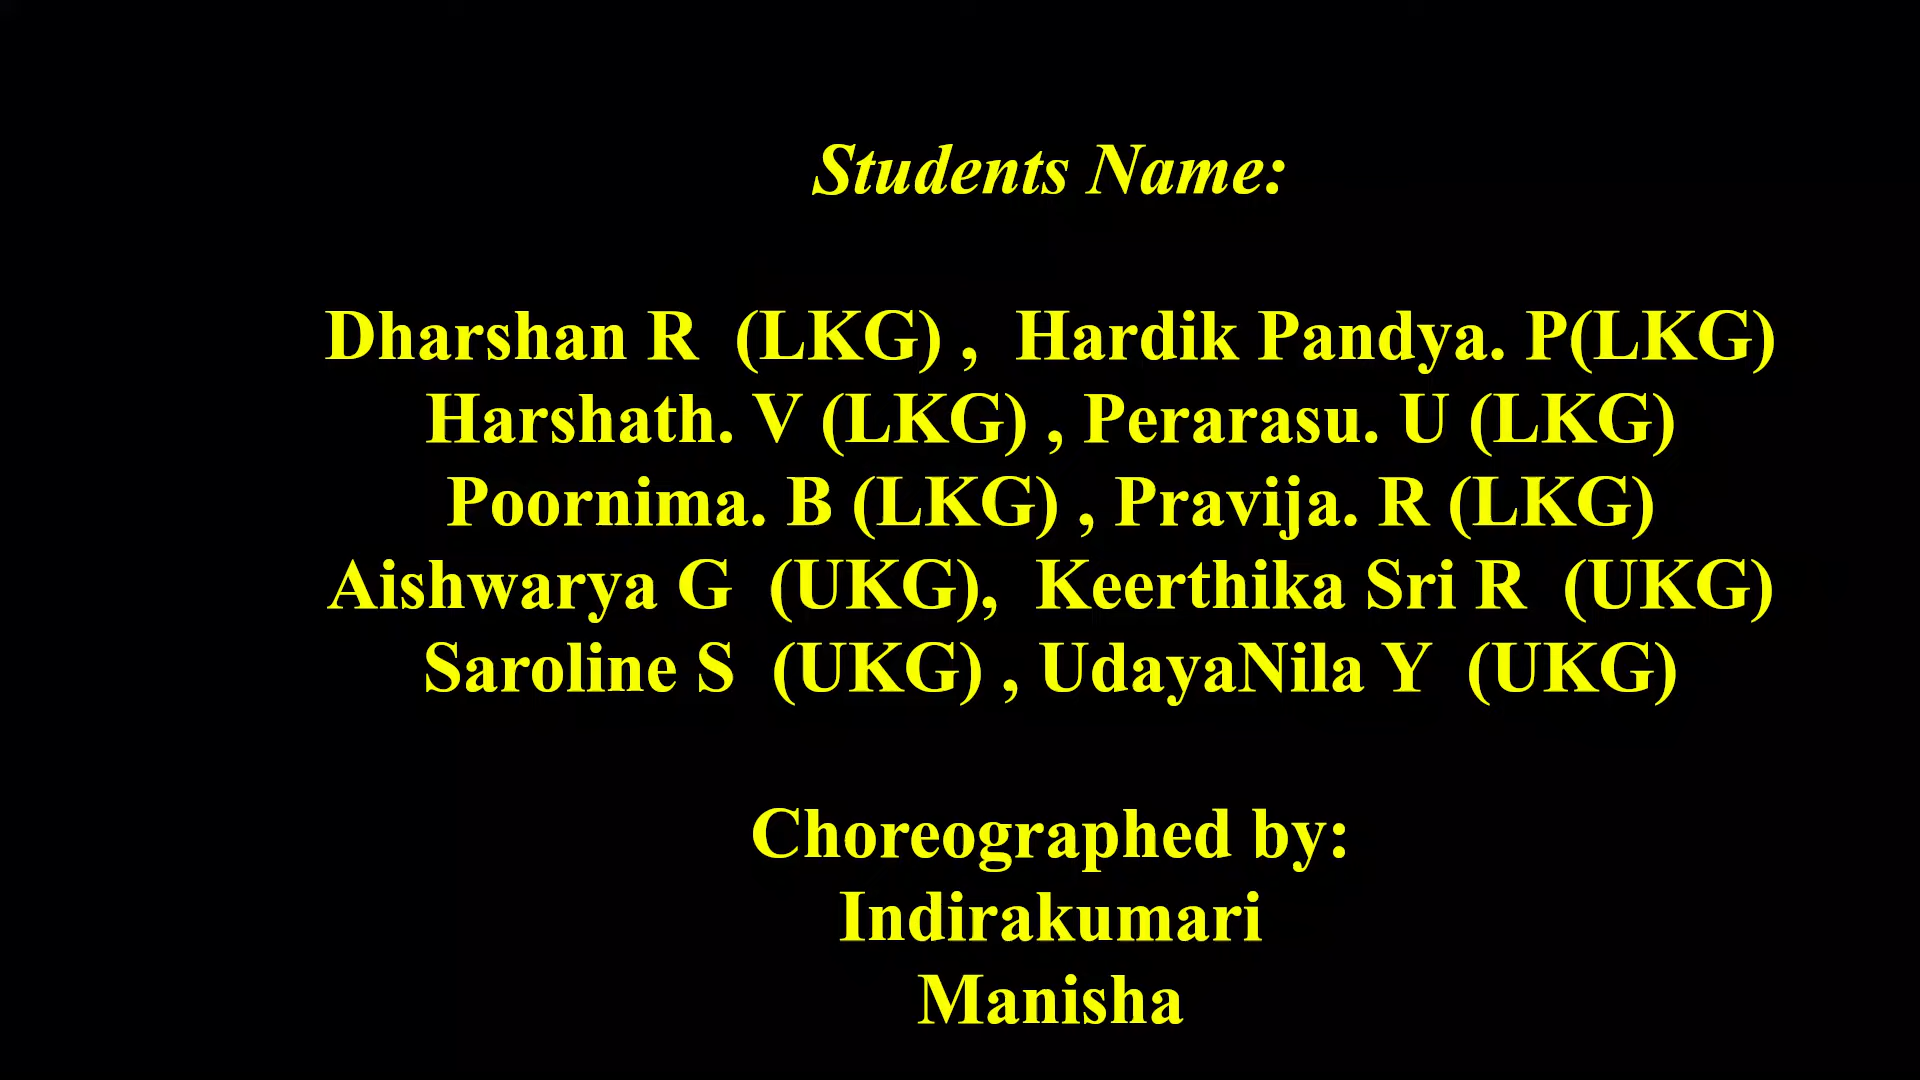 Students Name:
Dharshan R  (LKG) ,  Hardik Pandya. P(LKG)
Harshath. V (LKG) , Perarasu. U (LKG)
Poornima. B (LKG) , Pravija. R (LKG)
Aishwarya G  (UKG),  Keerthika Sri R  (UKG)
Saroline S  (UKG) , UdayaNila Y  (UKG)
Choreographed by:
Indirakumari
Manisha